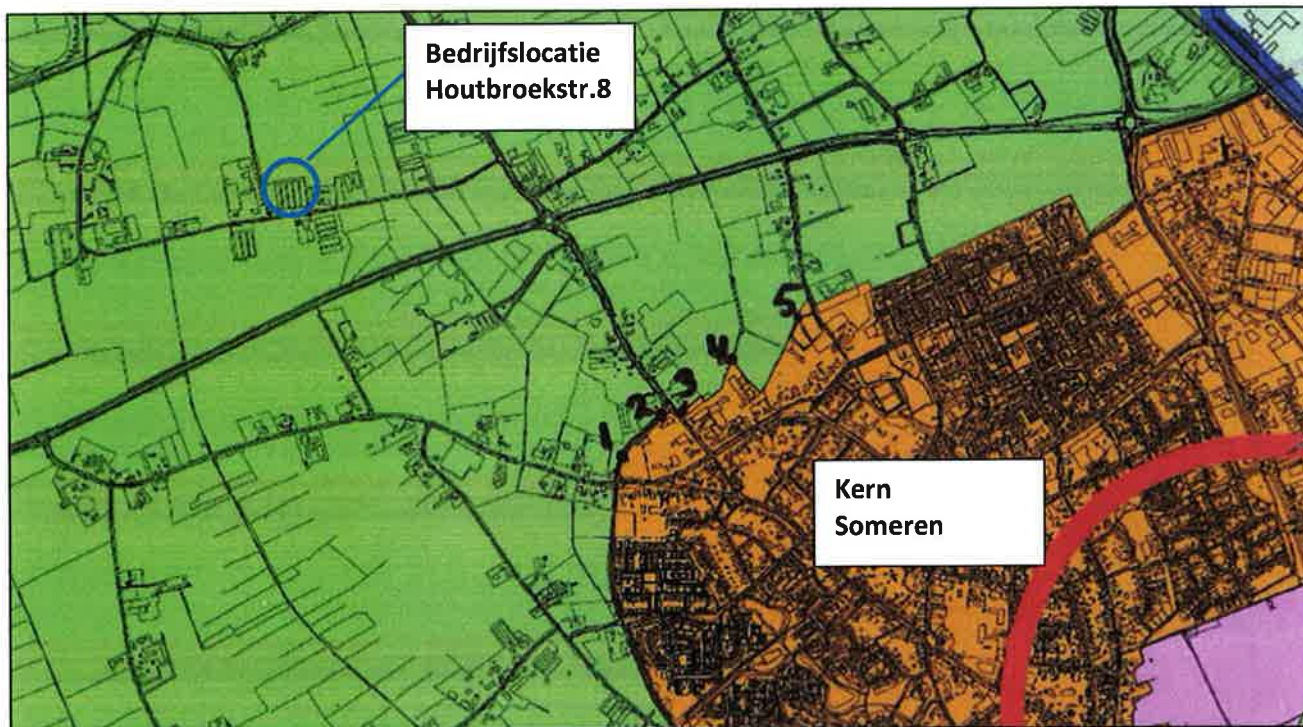 Bedrijfslocatie
Houtbroekstr.8
5
4
2. 3
1
Kern
Someren